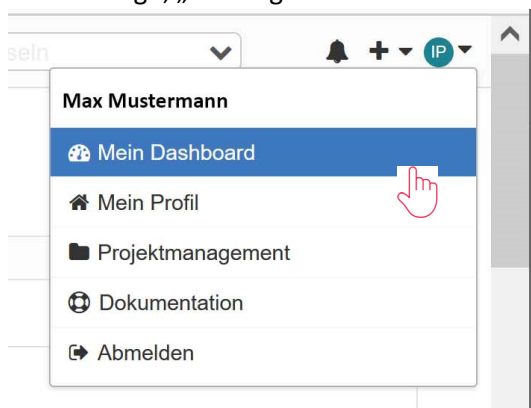 seln
IP
Max Mustermann
Mein Dashboard
Mein Profil
Projektmanagement
Dokumentation
Abmelden